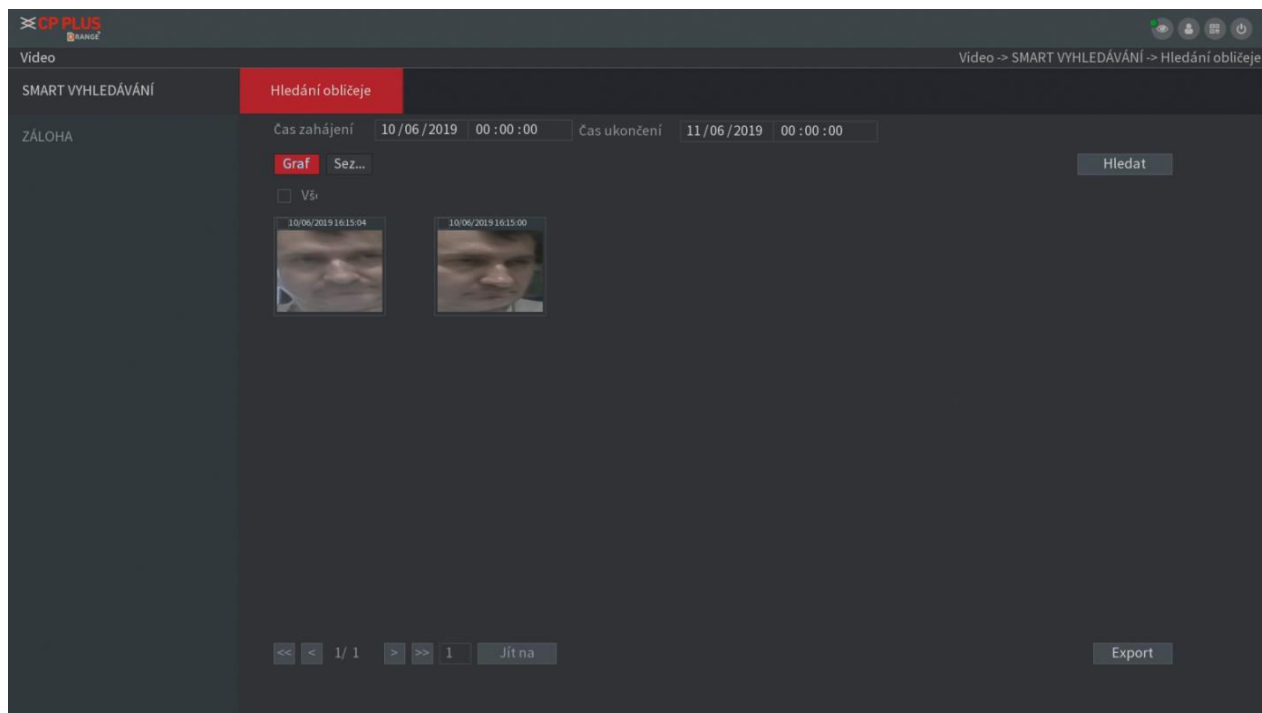 CP PLUS
ORANGE
Video
Video -> SMART VYHLEDÁVÁNÍ -> Hledání obličeje
SMART VYHLEDÁVÁNÍ
Hledání obličeje
ZÁLOHA
Čas zahájení 10 / 06 / 2019 00 : 00 : 00 Čas ukončení 11 / 06 / 2019 00 : 00 : 00
Graf Sez... Hledat
10/06/2019 16:15:04 10/06/2019 16:15:00
<< < 1/ 1 > >> 1 Jít na Export